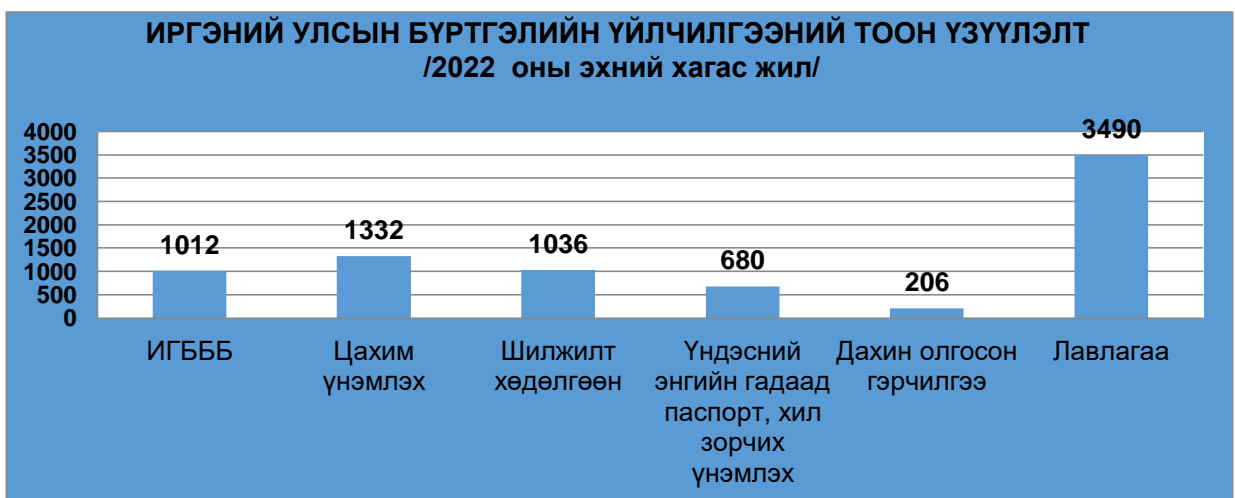 ИРГЭНИЙ УЛСЫН БҮРТГЭЛИЙН ҮЙЛЧИЛГЭЭНИЙ ТООН ҮЗҮҮЛЭЛТ
/2022 оны эхний хагас жил/
4000
3500
3000
2500
2000
1500
1000
500
0
1012
1332
1036
680
206
3490
ИГБББ
Цахим
үнэмлэх
Шилжилт
хөдөлгөөн
Үндэсний
энгийн гадаад
паспорт, хил
зорчих
үнэмлэх
Дахин олгосон
гэрчилгээ
Лавлагаа